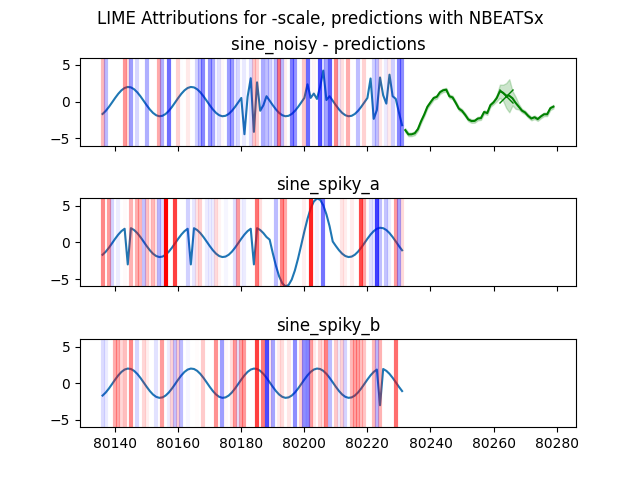 LIME Attributions for -scale, predictions with NBEATSx
sine_noisy - predictions
5
0
−5
sine_spiky_a
5
0
−5
sine_spiky_b
5
0
−5
80140 80160 80180 80200 80220 80240 80260 80280